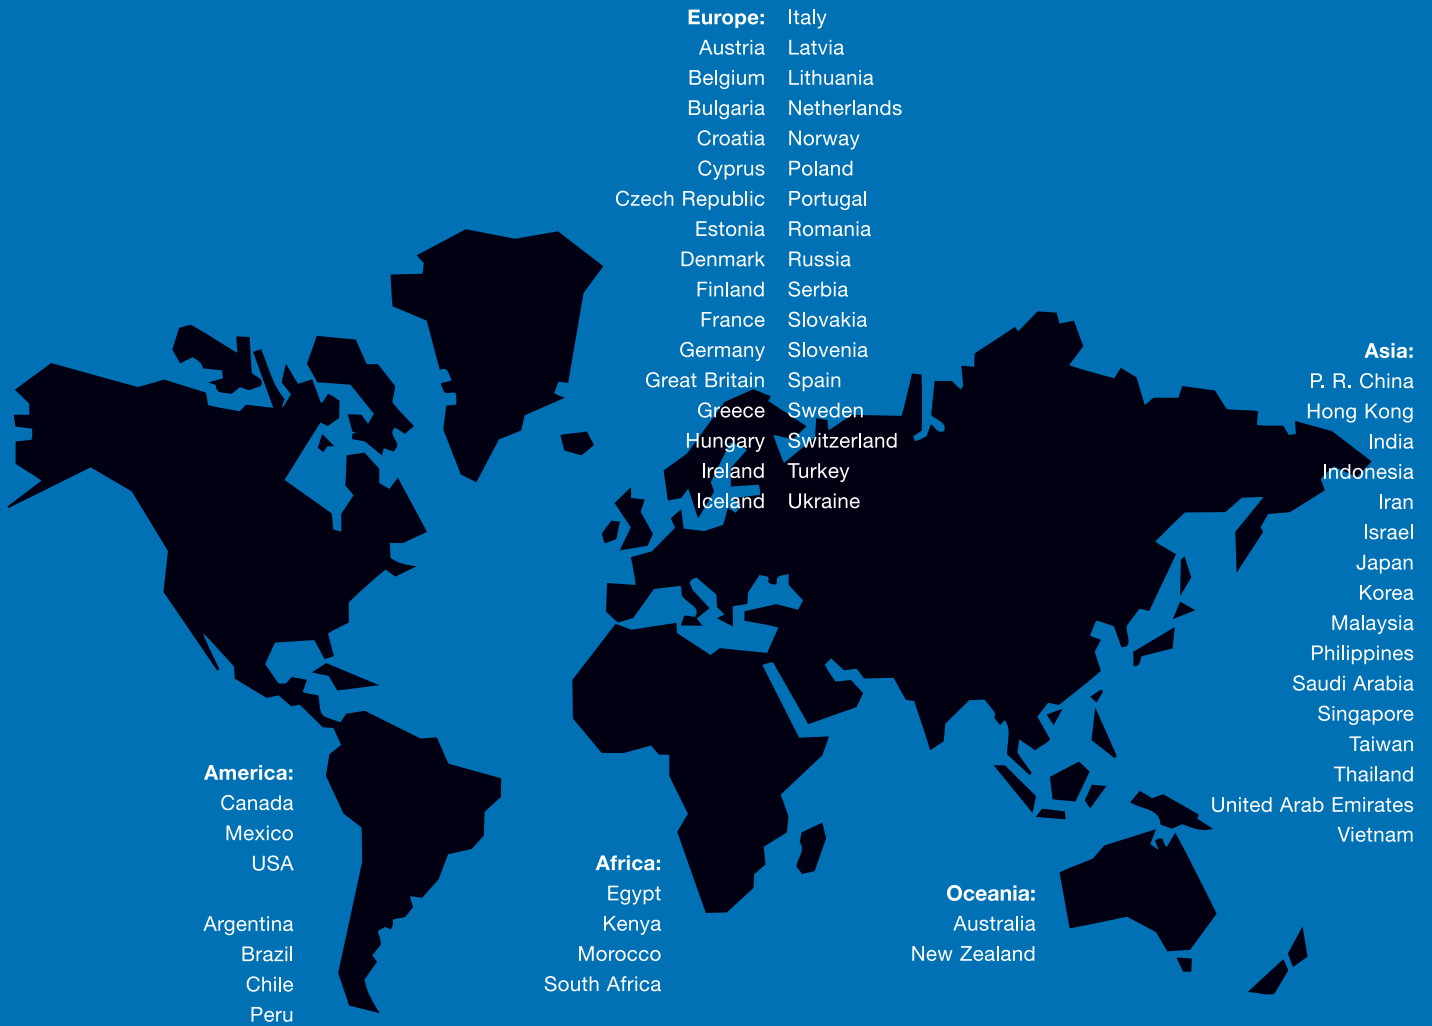 Europe:
Austria
Belgium
Bulgaria
Croatia
Cyprus
Czech Republic
Estonia
Denmark
Finland
France
Germany
Great Britain
Greece
Hungary
Ireland
Iceland
Italy
Latvia
Lithuania
Netherlands
Norway
Poland
Portugal
Romania
Russia
Serbia
Slovakia
Slovenia
Spain
Sweden
Switzerland
Turkey
Ukraine
Asia:
P. R. China
Hong Kong
India
Indonesia
Iran
Israel
Japan
Korea
Malaysia
Philippines
Saudi Arabia
Singapore
Taiwan
Thailand
United Arab Emirates
Vietnam
America:
Canada
Mexico
USA
Argentina
Brazil
Chile
Peru
Africa:
Egypt
Kenya
Morocco
South Africa
Oceania:
Australia
New Zealand